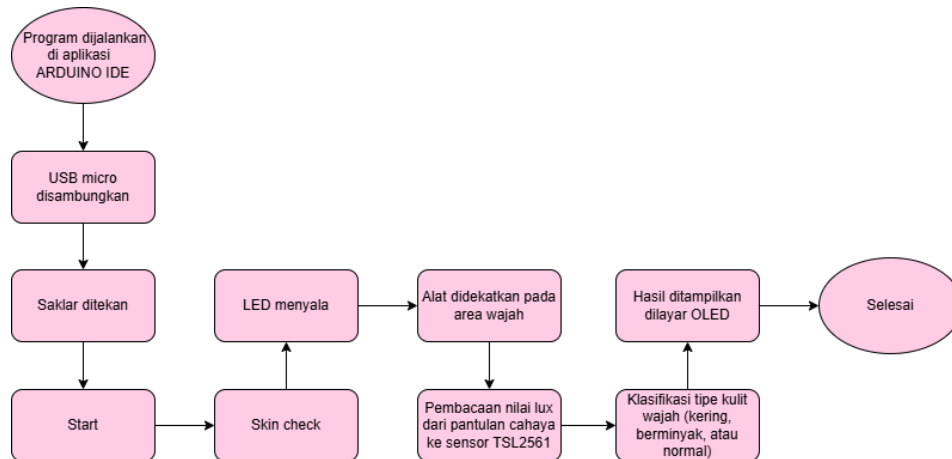 Program dijalankan
di aplikasi
ARDUINO IDE
USB micro
disambungkan
Saklar ditekan
Start
Skin check
LED menyala
Alat didekatkan pada
area wajah
Pembacaan nilai lux
dari pantulan cahaya
ke sensor TSL2561
Klasifikasi tipe kulit
wajah (kering,
berminyak, atau
normal)
Hasil ditampilkan
dilayar OLED
Selesai